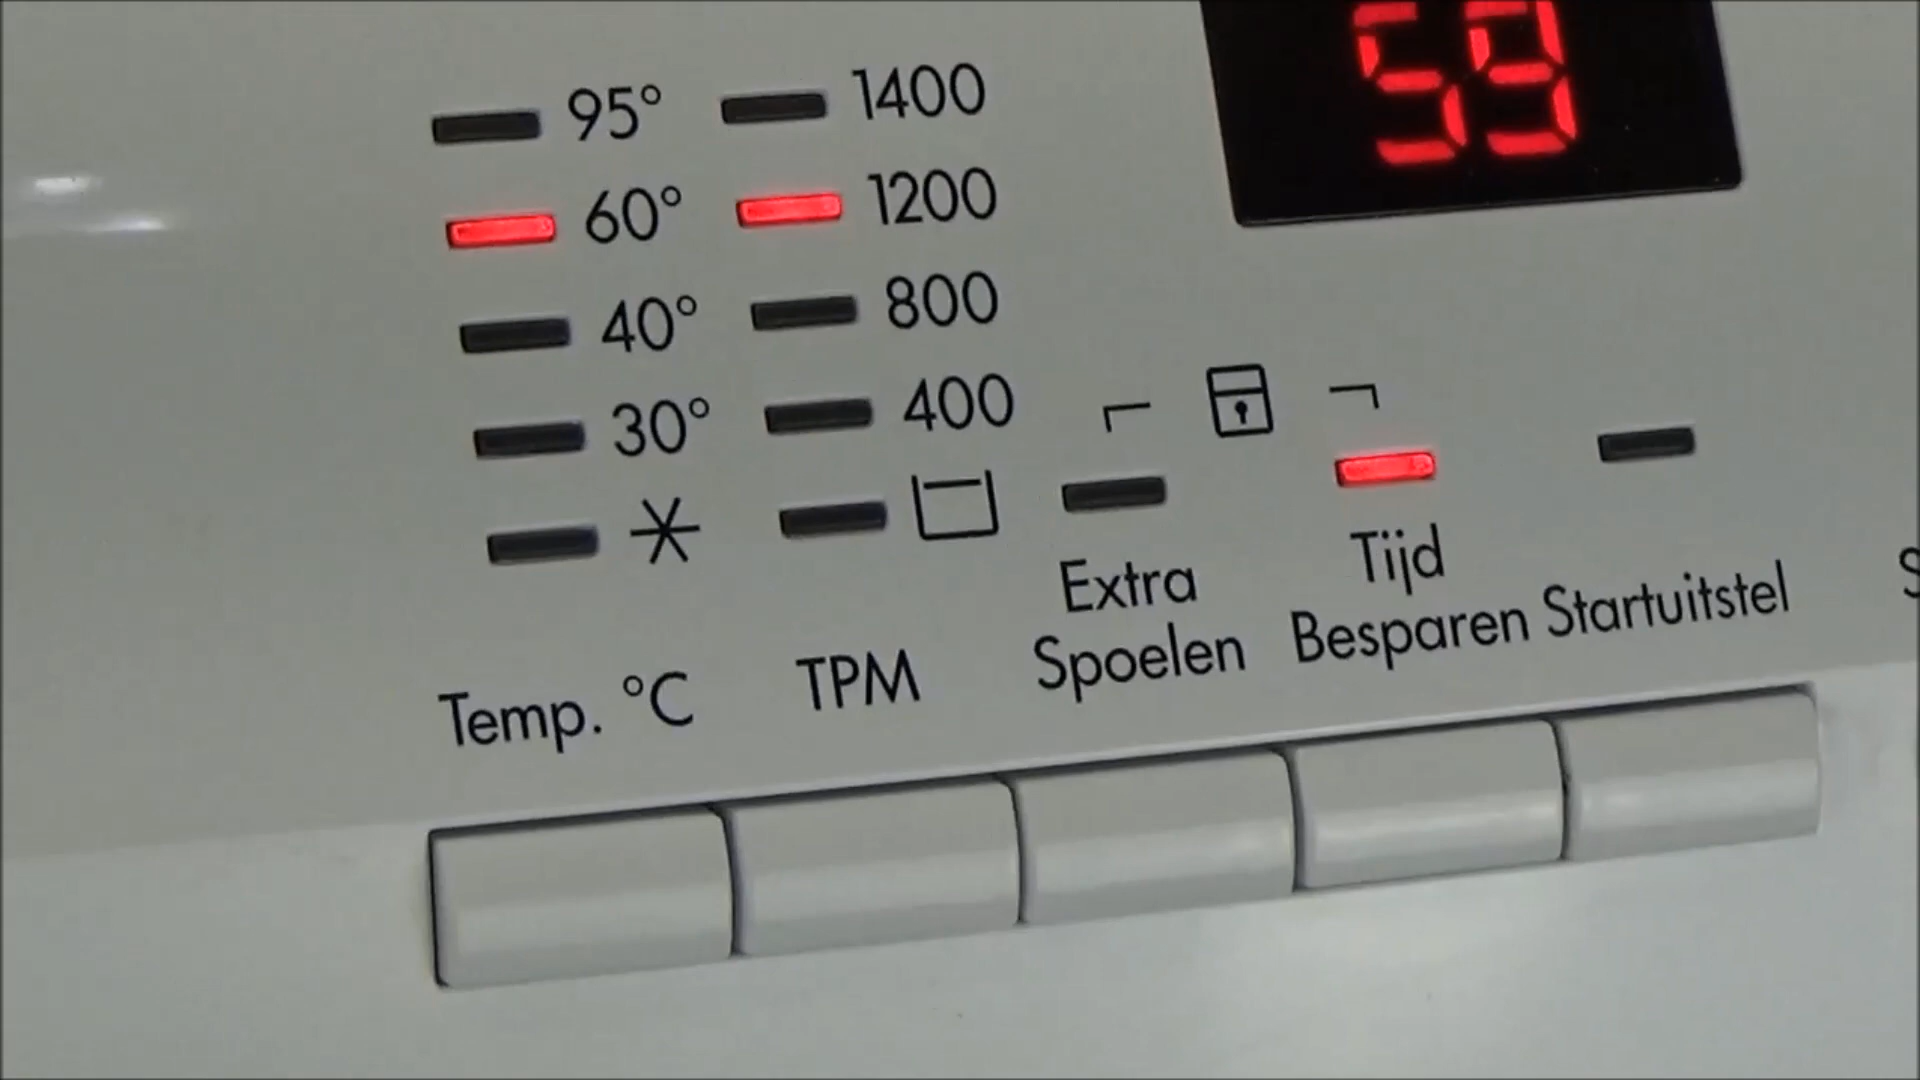 59
95° 1400
60° 1200
40° 800
30° 400
Extra
Spoelen
Tijd
Besparen
Startuitstel
Temp. °C
TPM
S